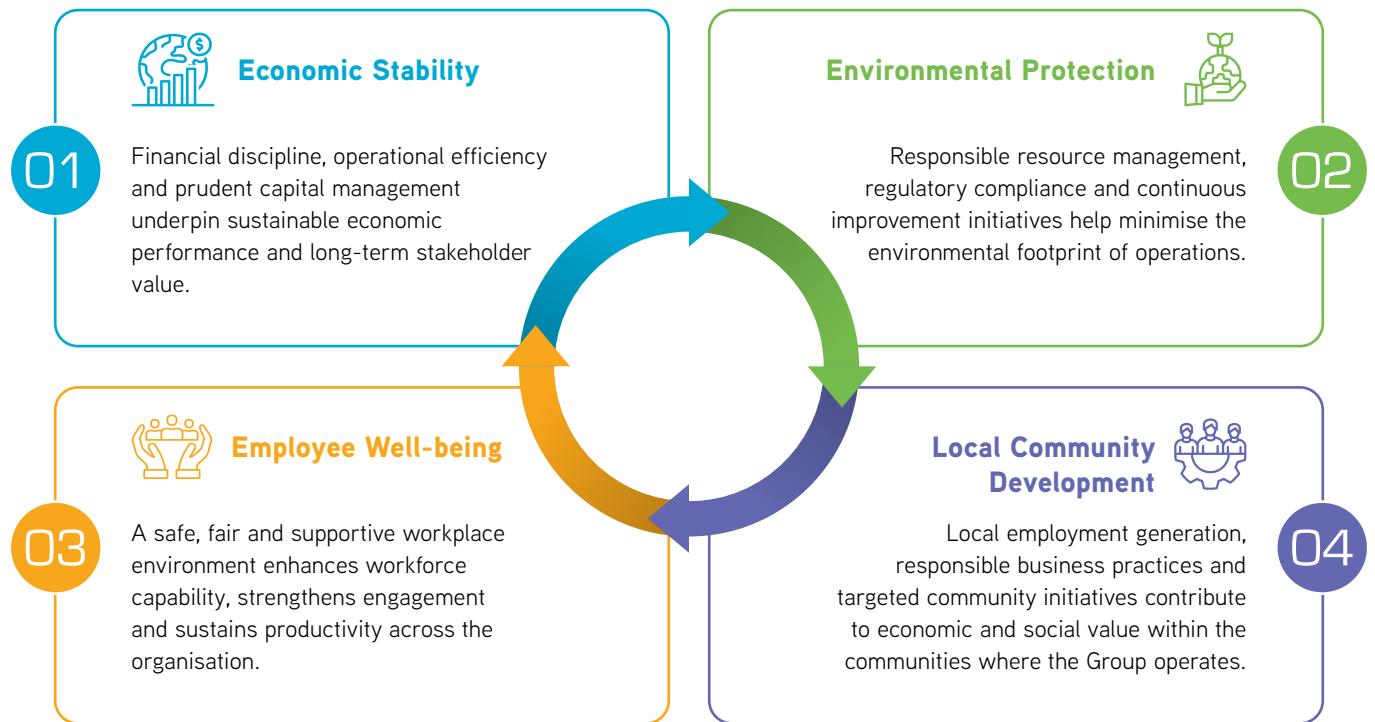 01
Economic Stability
Financial discipline, operational efficiency
and prudent capital management
underpin sustainable economic
performance and long-term stakeholder
value.
02
Environmental Protection
Responsible resource management,
regulatory compliance and continuous
improvement initiatives help minimise the
environmental footprint of operations.
03
Employee Well-being
A safe, fair and supportive workplace
environment enhances workforce
capability, strengthens engagement
and sustains productivity across the
organisation.
04
Local Community
Development
Local employment generation,
responsible business practices and
targeted community initiatives contribute
to economic and social value within the
communities where the Group operates.